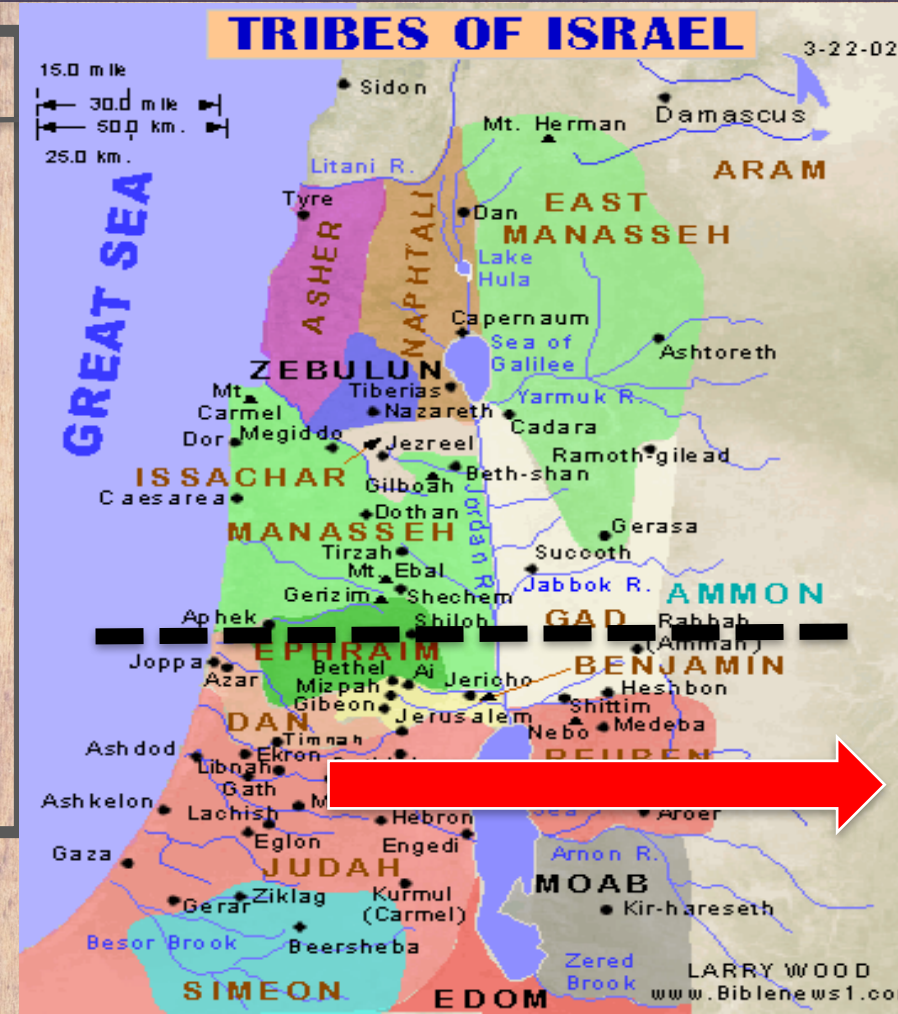 TRIBES OF ISRAEL
3-22-02
15.0 mile
30.0 mile
50.0 km.
25.0 km.
Sidon
Damascus
Mt. Herman
ARAM
Litani R.
Tyre
Dan
EAST
MANASSEH
ASHER
NAPHTALI
GREAT SEA
Lake
Hula
Capernaum
Sea of
Galilee
Ashtoreth
ZEBULUN
Tiberias
Mt.
Carmel
Nazareth
Yarmuk R.
Cadara
Dor
Megiddo
Jezreel
Ramoth-gilead
ISSACHAR
Gilboah
Beth-shan
Caesarea
Dothan
Jordan R.
MANASSEH
Gerasa
Tirzah
Succoth
Mt. Ebal
Jabbok R.
Gerizim
Shechem
AMMON
Aphek
Shiloh
GAD
Rabbah
(Ammah)
EPHRAIM
Joppa
Bethel
Ai
BENJAMIN
Azar
Mizpah
Jericho
Heshbon
Gibeon
Shittim
DAN
Jerusalem
Nebo
Medeba
Timnah
REUBEN
Ashdod
Ekron
Libnah
Gath
Ashkelon
Lachish
Hebron
Sea
Aroer
Eglon
Engedi
Gaza
JUDAH
Arnon R.
MOAB
Gerar
Ziklag
Kurmul
(Carmel)
Kir-hareseth
Besor Brook
Beersheba
Zered
Brook
SIMEON
EDOM
LARRY WOOD
www.Biblenews1.co